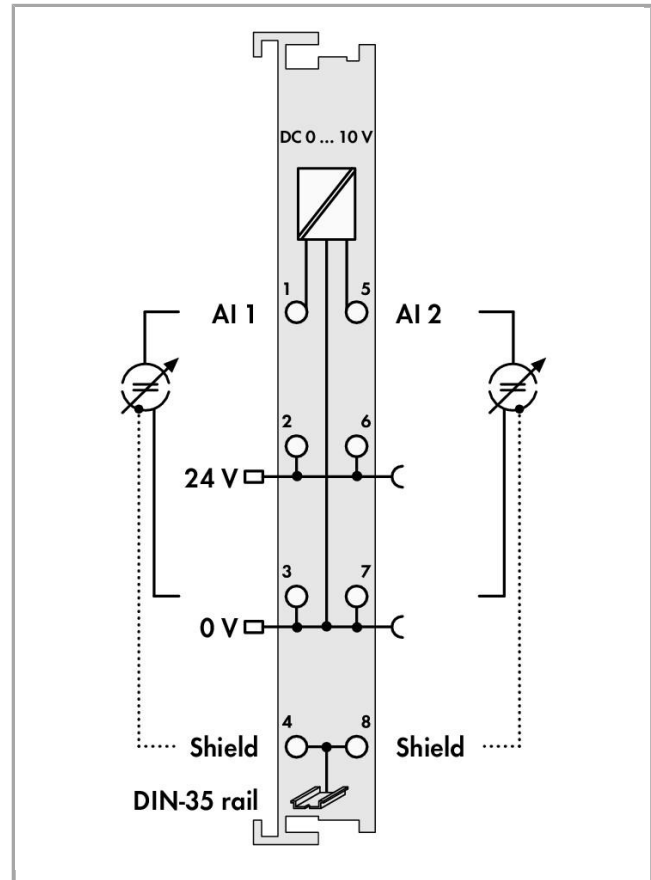 DC 0 ... 10 V
1 5
AI 1 AI 2
2 6
24 V
3 7
0 V
4 8
Shield Shield
DIN-35 rail